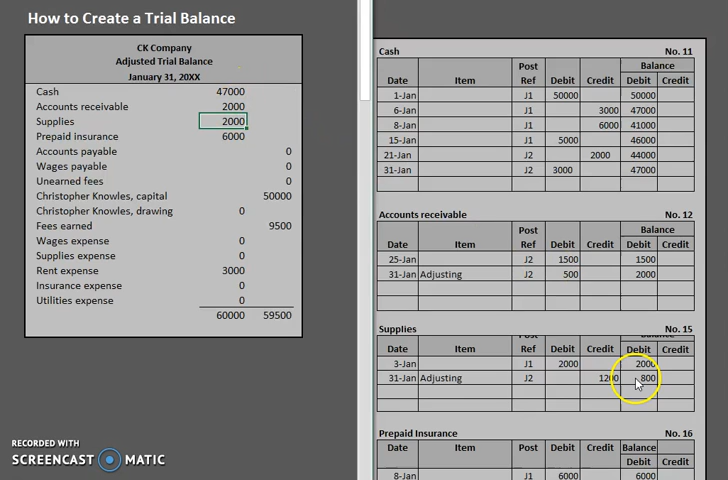 How to Create a Trial Balance
CK Company
Adjusted Trial Balance
January 31, 20XX
Cash 47000
Accounts receivable 2000
Supplies 2000
Prepaid insurance 6000
Accounts payable 0
Wages payable 0
Unearned fees 0
Christopher Knowles, capital 50000
Christopher Knowles, drawing 0
Fees earned 9500
Wages expense 0
Supplies expense 0
Rent expense 3000
Insurance expense 0
Utilities expense 0
60000 59500
RECORDED WITH
SCREENCAST MATIC
Cash No. 11
Post Balance
Date Item Ref Debit Credit Debit Credit
1-Jan J1 50000 50000
6-Jan J1 3000 47000
8-Jan J1 6000 41000
15-Jan J1 5000 46000
21-Jan J2 2000 44000
31-Jan J2 3000 47000
Accounts receivable No. 12
Post Balance
Date Item Ref Debit Credit Debit Credit
25-Jan J2 1500 1500
31-Jan Adjusting J2 500 2000
Supplies No. 15
Post Balance
Date Item Ref Debit Credit Debit Credit
3-Jan J1 2000 2000
31-Jan Adjusting J2 1200 800
Prepaid Insurance No. 16
Date Item Post Debit Credit Balance
Debit Credit
8-Jan J1 6000 6000